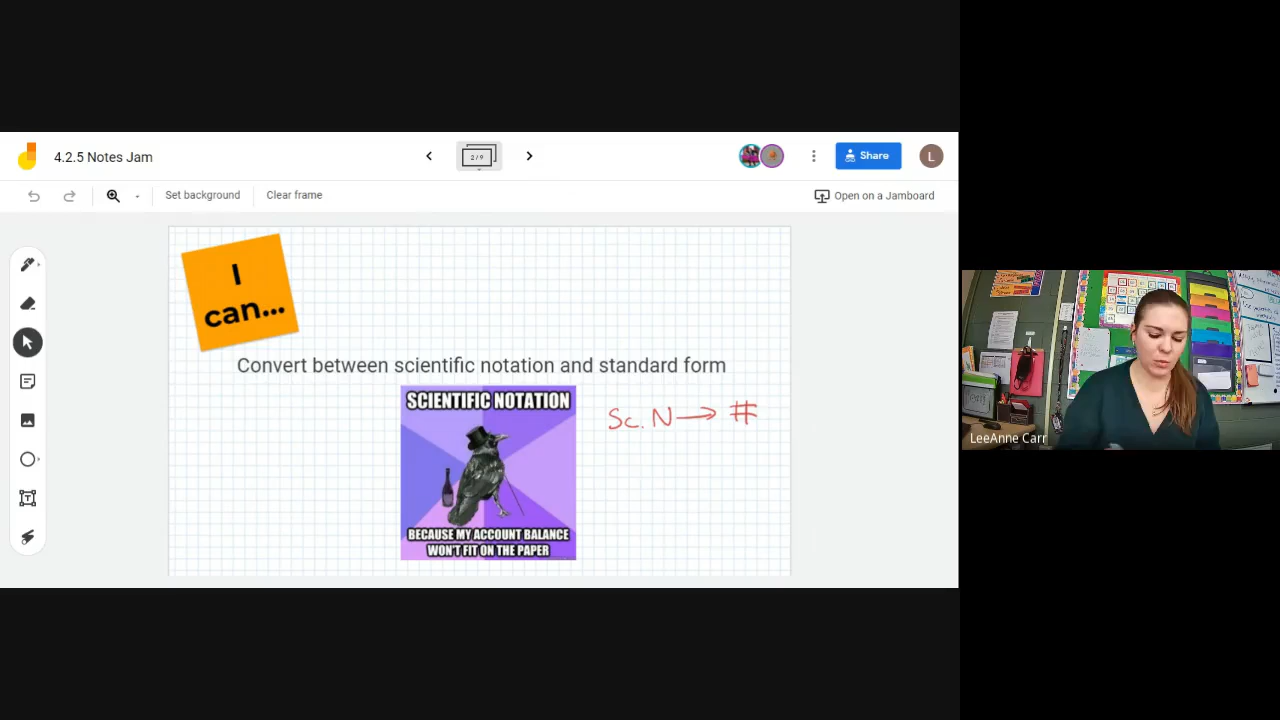 4.2.5 Notes Jam
2/9
Share
L
Set background
Clear frame
Open on a Jamboard
I
can...
Convert between scientific notation and standard form
SCIENTIFIC NOTATION
Sc. N → #
BECAUSE MY ACCOUNT BALANCE
WON'T FIT ON THE PAPER
LeeAnne Carr